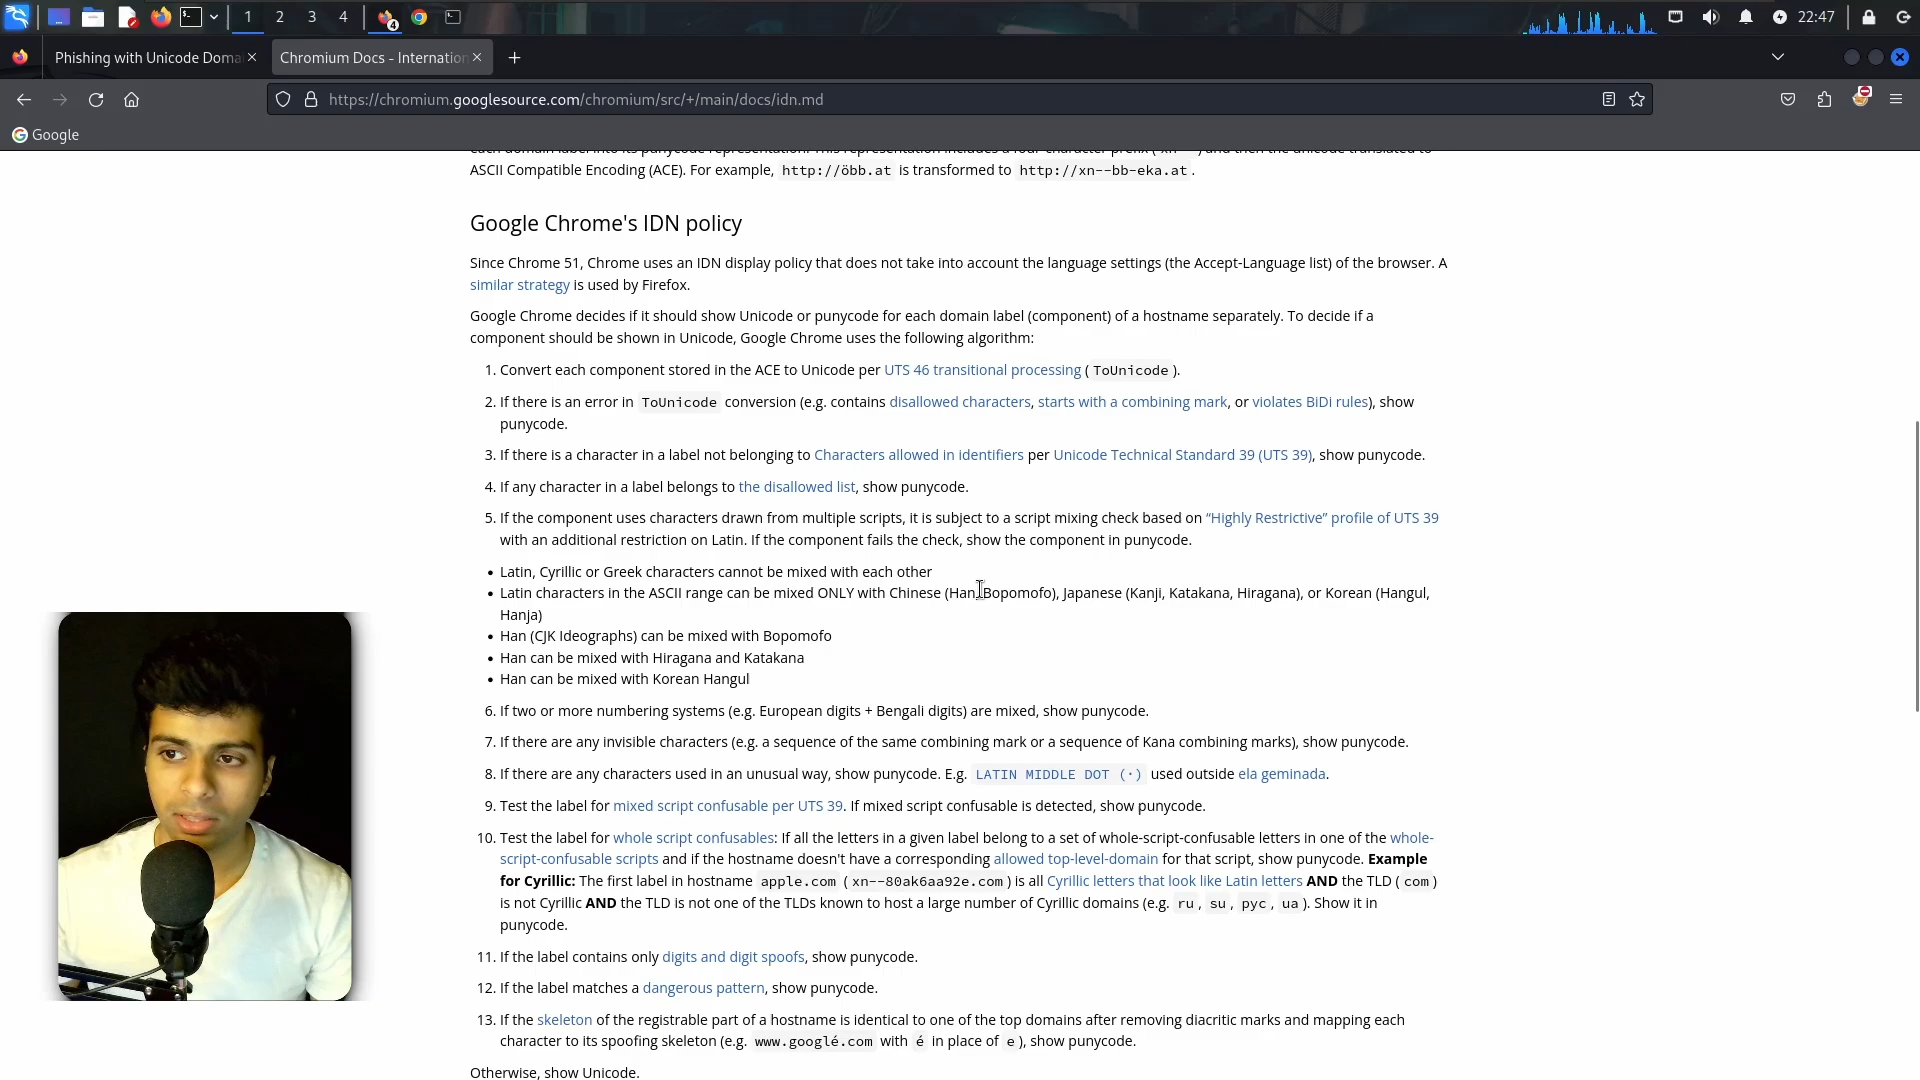 1 2 3 4 4 22:47
Phishing with Unicode Doma Chromium Docs - Internation
https://chromium.googlesource.com/chromium/src/+/main/docs/idn.md
Google
ASCII Compatible Encoding (ACE). For example, http://öbb.at is transformed to http://xn--bb-eka.at.
Google Chrome's IDN policy
Since Chrome 51, Chrome uses an IDN display policy that does not take into account the language settings (the Accept-Language list) of the browser. A
similar strategy is used by Firefox.
Google Chrome decides if it should show Unicode or punycode for each domain label (component) of a hostname separately. To decide if a
component should be shown in Unicode, Google Chrome uses the following algorithm:
1. Convert each component stored in the ACE to Unicode per UTS 46 transitional processing ( ToUnicode ).
2. If there is an error in ToUnicode conversion (e.g. contains disallowed characters, starts with a combining mark, or violates BiDi rules), show
punycode.
3. If there is a character in a label not belonging to Characters allowed in identifiers per Unicode Technical Standard 39 (UTS 39), show punycode.
4. If any character in a label belongs to the disallowed list, show punycode.
5. If the component uses characters drawn from multiple scripts, it is subject to a script mixing check based on “Highly Restrictive” profile of UTS 39
with an additional restriction on Latin. If the component fails the check, show the component in punycode.
• Latin, Cyrillic or Greek characters cannot be mixed with each other
• Latin characters in the ASCII range can be mixed ONLY with Chinese (Han, Bopomofo), Japanese (Kanji, Katakana, Hiragana), or Korean (Hangul,
Hanja)
• Han (CJK Ideographs) can be mixed with Bopomofo
• Han can be mixed with Hiragana and Katakana
• Han can be mixed with Korean Hangul
6. If two or more numbering systems (e.g. European digits + Bengali digits) are mixed, show punycode.
7. If there are any invisible characters (e.g. a sequence of the same combining mark or a sequence of Kana combining marks), show punycode.
8. If there are any characters used in an unusual way, show punycode. E.g. LATIN MIDDLE DOT (·) used outside ela geminada.
9. Test the label for mixed script confusable per UTS 39. If mixed script confusable is detected, show punycode.
10. Test the label for whole script confusables: If all the letters in a given label belong to a set of whole-script-confusable letters in one of the whole-
script-confusable scripts and if the hostname doesn't have a corresponding allowed top-level-domain for that script, show punycode. Example
for Cyrillic: The first label in hostname apple.com ( xn--80ak6aa92e.com ) is all Cyrillic letters that look like Latin letters AND the TLD ( com )
is not Cyrillic AND the TLD is not one of the TLDs known to host a large number of Cyrillic domains (e.g. ru, su, рус, ua ). Show it in
punycode.
11. If the label contains only digits and digit spoofs, show punycode.
12. If the label matches a dangerous pattern, show punycode.
13. If the skeleton of the registrable part of a hostname is identical to one of the top domains after removing diacritic marks and mapping each
character to its spoofing skeleton (e.g. www.googlé.com with é in place of e ), show punycode.
Otherwise, show Unicode.